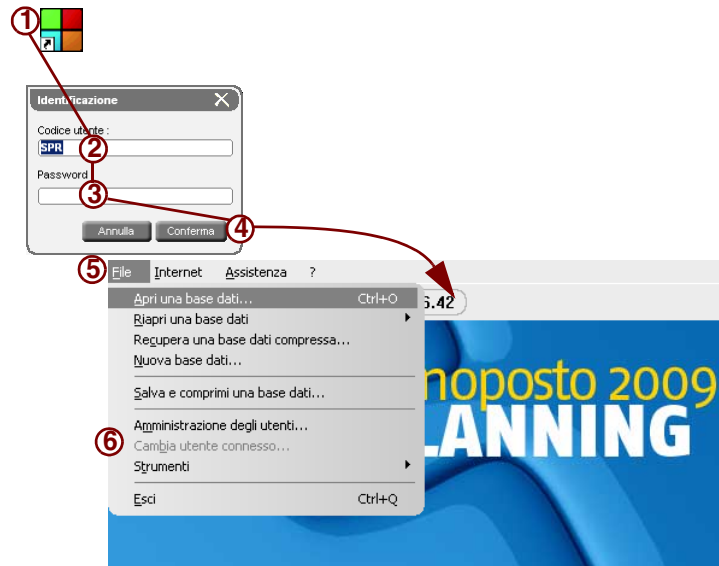 1
Identificazione
Codice utente :
SPR
2
Password
3
Annulla
Conferma
4
5
File
Internet
Assistenza
?
Apri una base dati...
Ctrl+O
6.42
Riapri una base dati
Recupera una base dati compressa...
Nuova base dati...
noposto 2009
LANNING
Salva e comprimi una base dati...
Amministrazione degli utenti...
6
Cambia utente connesso...
Strumenti
Esci
Ctrl+Q